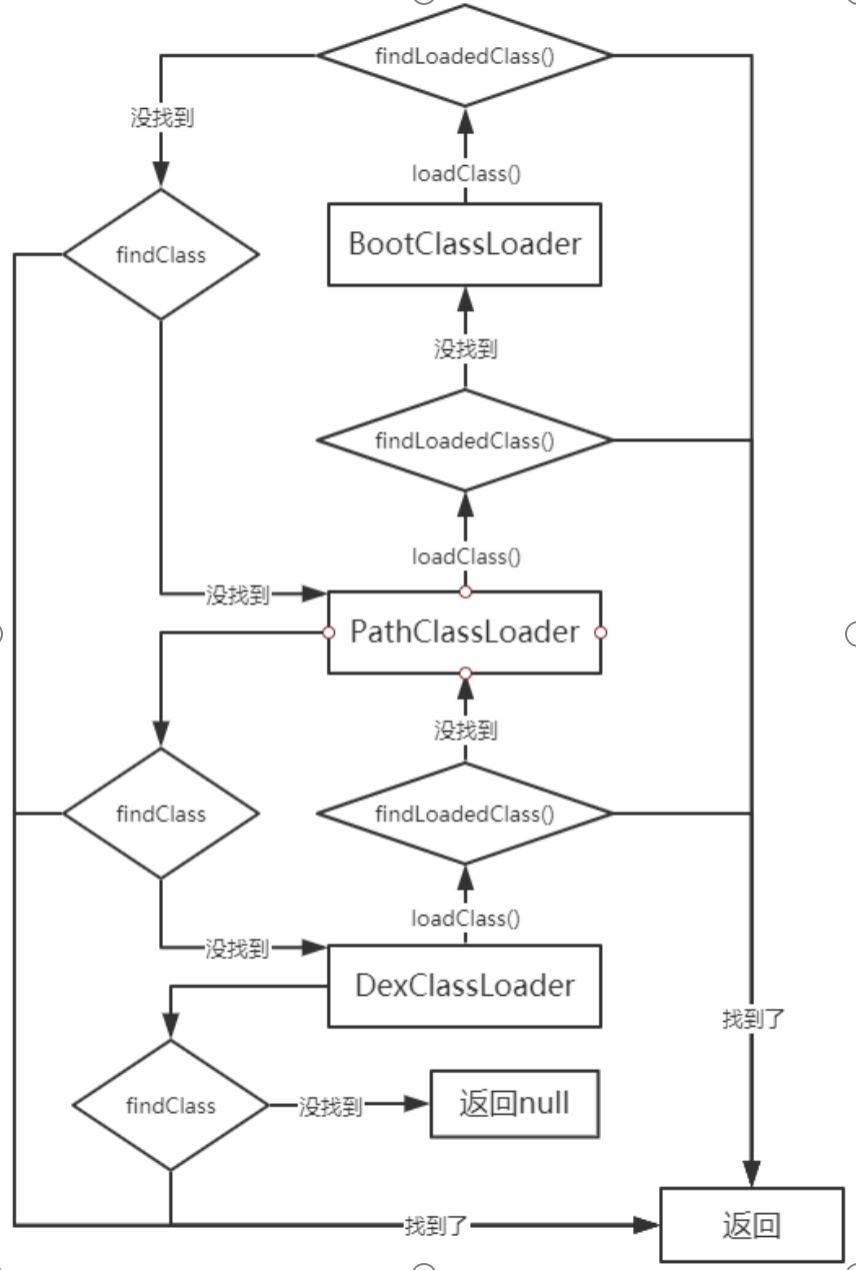 findLoadedClass()
没找到
loadClass()
findClass
BootClassLoader
没找到
findLoadedClass()
loadClass()
没找到
PathClassLoader
没找到
findClass
findLoadedClass()
loadClass()
没找到
DexClassLoader
找到了
findClass
没找到
返回null
找到了
返回